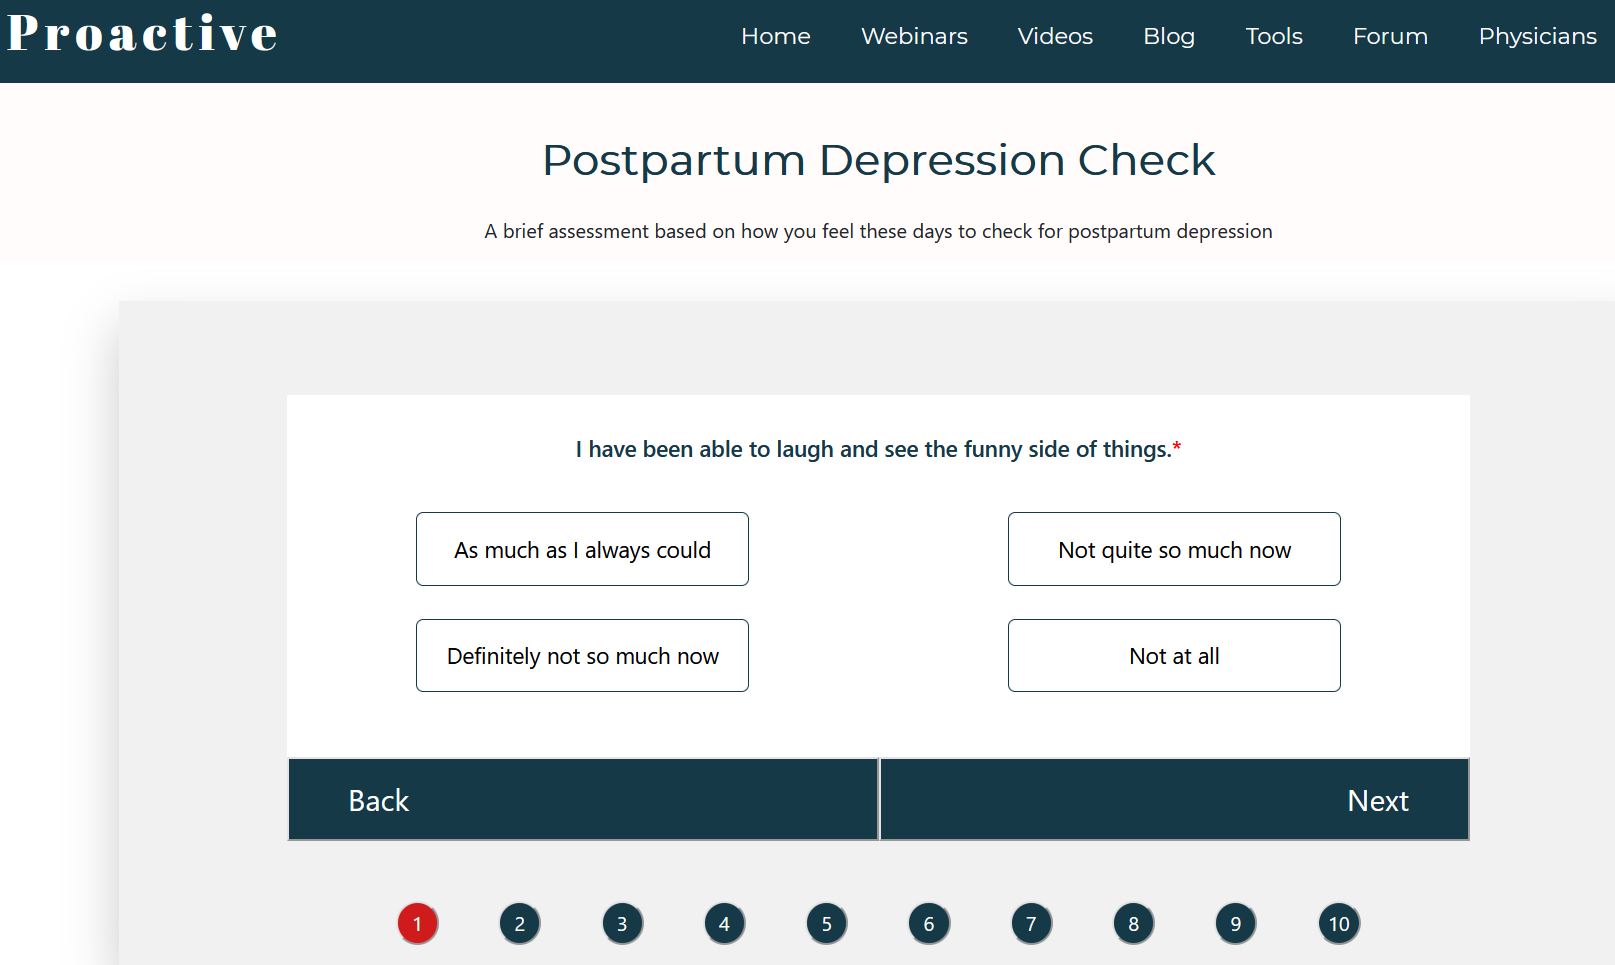 Proactive
Home Webinars Videos Blog Tools Forum Physicians
Postpartum Depression Check
A brief assessment based on how you feel these days to check for postpartum depression
I have been able to laugh and see the funny side of things.*
As much as I always could
Not quite so much now
Definitely not so much now
Not at all
Back
Next
1 2 3 4 5 6 7 8 9 10